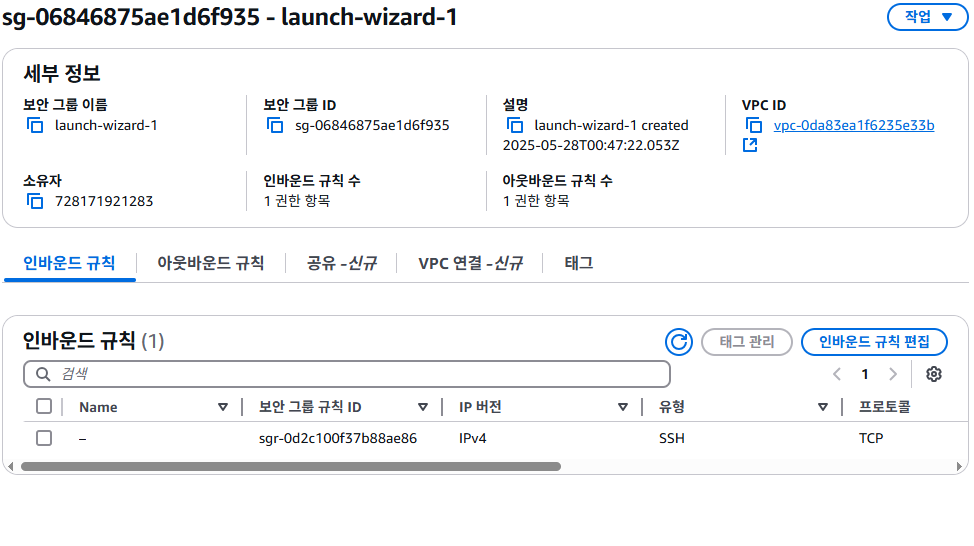 sg-06846875ae1d6f935 - launch-wizard-1
작업
세부 정보
보안 그룹 이름
launch-wizard-1
보안 그룹 ID
sg-06846875ae1d6f935
설명
launch-wizard-1 created
2025-05-28T00:47:22.053Z
VPC ID
vpc-0da83ea1f6235e33b
소유자
728171921283
인바운드 규칙 수
1 권한 항목
아웃바운드 규칙 수
1 권한 항목
인바운드 규칙
아웃바운드 규칙
공유 -신규
VPC 연결 -신규
태그
인바운드 규칙 (1)
태그 관리
인바운드 규칙 편집
검색
1
Name 보안 그룹 규칙 ID IP 버전 유형 프로토콜
– sgr-0d2c100f37b88ae86 IPv4 SSH TCP